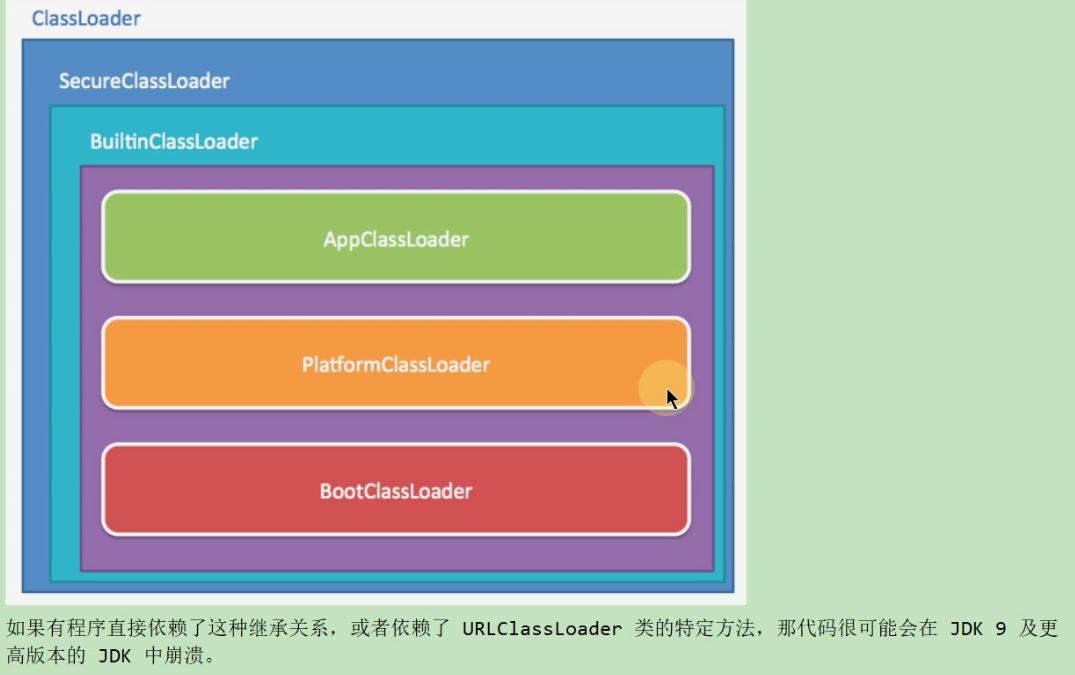 ClassLoader
SecureClassLoader
BuiltinClassLoader
AppClassLoader
PlatformClassLoader
BootClassLoader
如果有程序直接依赖了这种继承关系，或者依赖了 URLClassLoader 类的特定方法，那代码很可能会在 JDK 9 及更
高版本的 JDK 中崩溃。